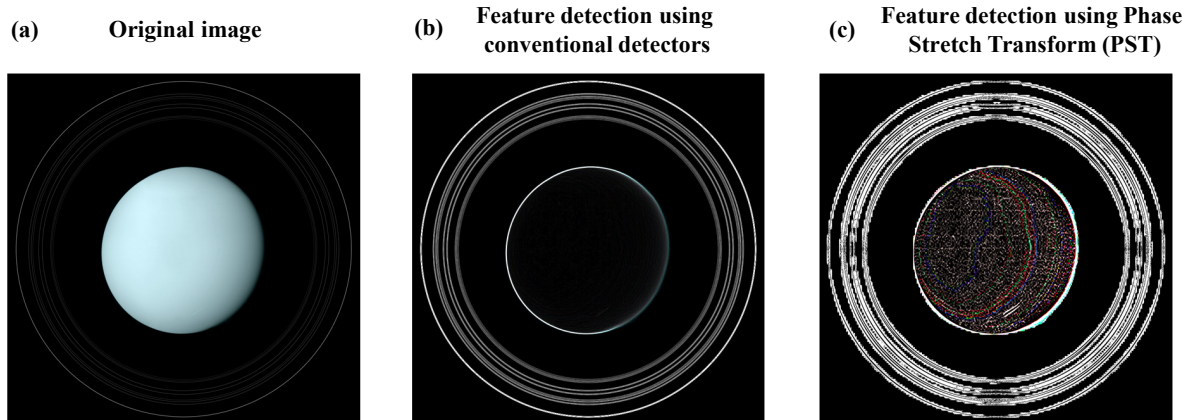 (a)
Original image
(b)
Feature detection using
conventional detectors
(c)
Feature detection using Phase
Stretch Transform (PST)